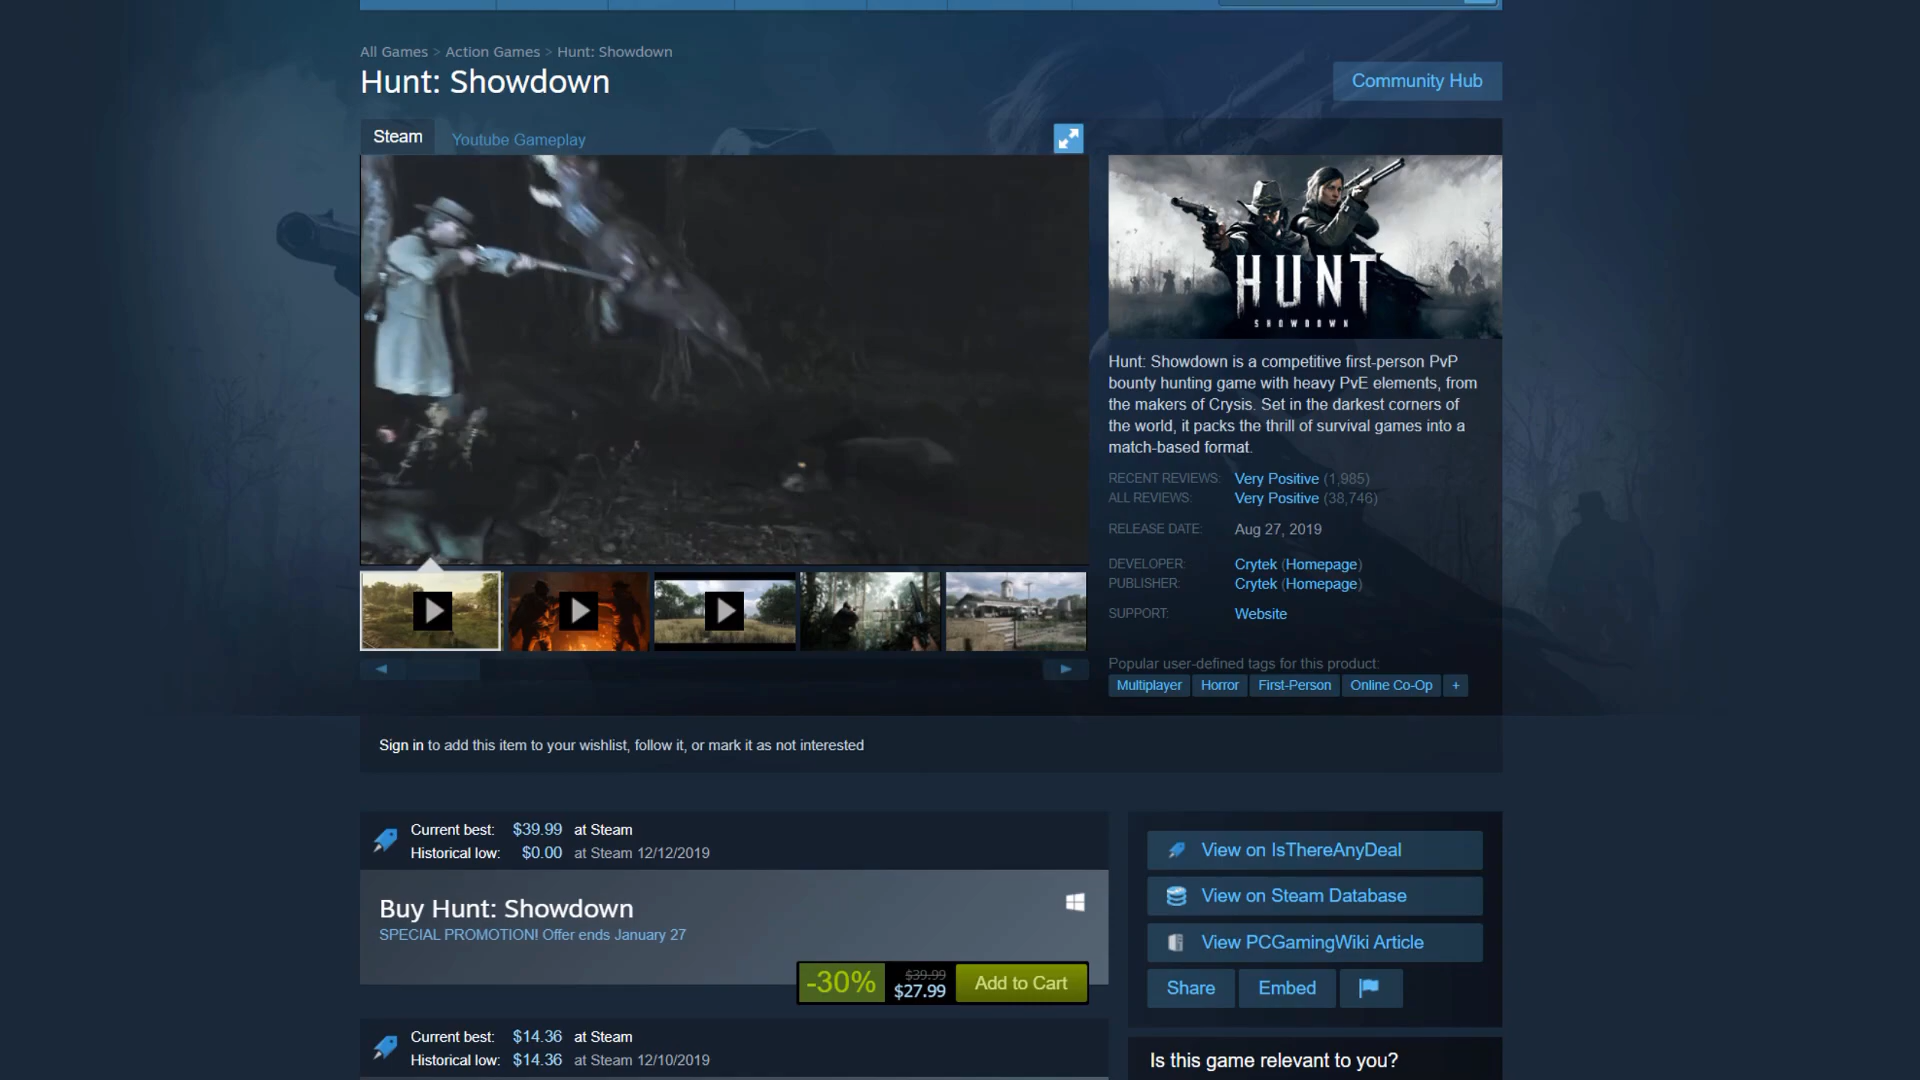 All Games > Action Games > Hunt: Showdown
Hunt: Showdown
Community Hub
Steam
Youtube Gameplay
HUNT
SHOWDOWN
Hunt: Showdown is a competitive first-person PvP
bounty hunting game with heavy PvE elements, from
the makers of Crysis. Set in the darkest corners of
the world, it packs the thrill of survival games into a
match-based format.
RECENT REVIEWS: Very Positive (1,985)
ALL REVIEWS: Very Positive (38,746)
RELEASE DATE: Aug 27, 2019
DEVELOPER: Crytek (Homepage)
PUBLISHER: Crytek (Homepage)
SUPPORT: Website
Popular user-defined tags for this product:
Multiplayer Horror First-Person Online Co-Op +
Sign in to add this item to your wishlist, follow it, or mark it as not interested
Current best: $39.99 at Steam
Historical low: $0.00 at Steam 12/12/2019
Buy Hunt: Showdown
SPECIAL PROMOTION! Offer ends January 27
-30% $39.99 $27.99 Add to Cart
Current best: $14.36 at Steam
Historical low: $14.36 at Steam 12/10/2019
View on IsThereAnyDeal
View on Steam Database
View PCGamingWiki Article
Share Embed
Is this game relevant to you?